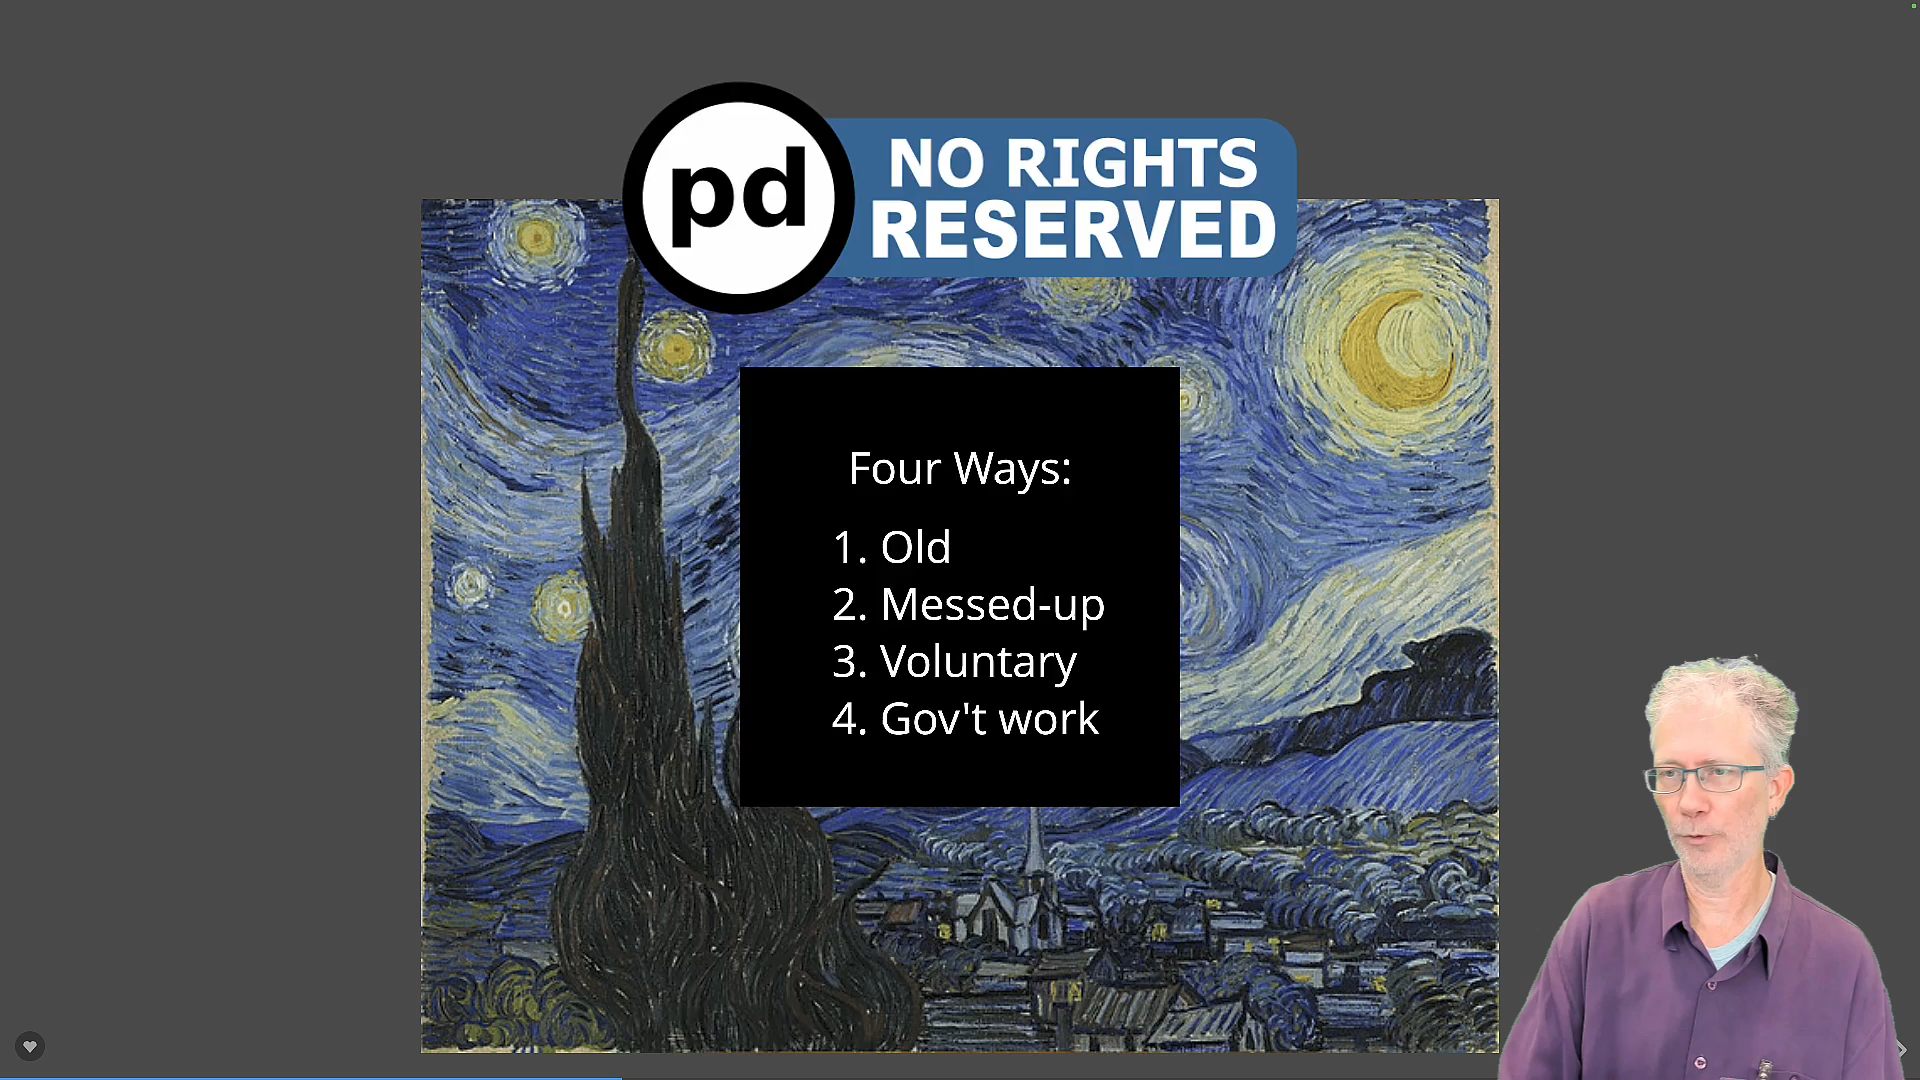 pd
NO RIGHTS
RESERVED
Four Ways:
1. Old
2. Messed-up
3. Voluntary
4. Gov't work